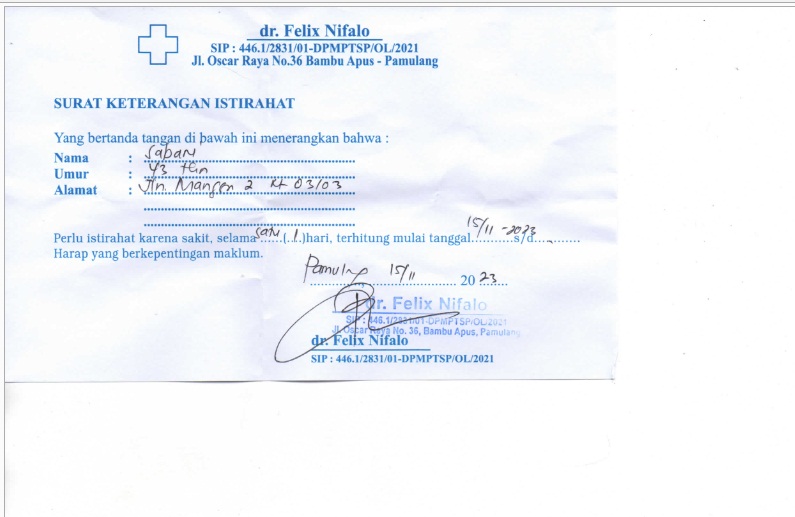 dr. Felix Nifalo
SIP : 446.1/2831/01-DPMPTSP/OL/2021
Jl. Oscar Raya No.36 Bambu Apus - Pamulang
SURAT KETERANGAN ISTIRAHAT
Yang bertanda tangan di bawah ini menerangkan bahwa :
Nama : Sabari
Umur : 43 thn
Alamat : Jln. 2 Rt 03/03
Perlu istirahat karena sakit, selama satu (1) hari, terhitung mulai tanggal 15/11-2023 s/d
Harap yang berkepentingan maklum.
Pamulang 15/11 2023
dr. Felix Nifalo
SIP : 446.1/2831/01-DPMPTSP/OL/2021
Jl. Oscar Raya No. 36, Bambu Apus, Pamulang
dr. Felix Nifalo
SIP : 446.1/2831/01-DPMPTSP/OL/2021